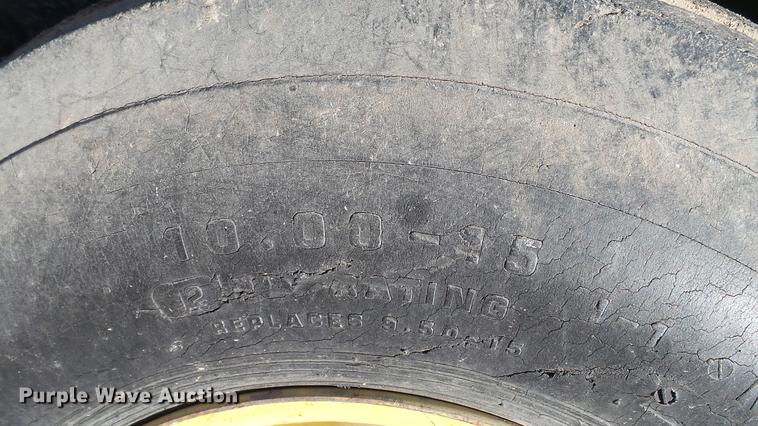 10.00-15
12 PLY RATING I-1
REPLACES 9.50-15
Purple Wave Auction